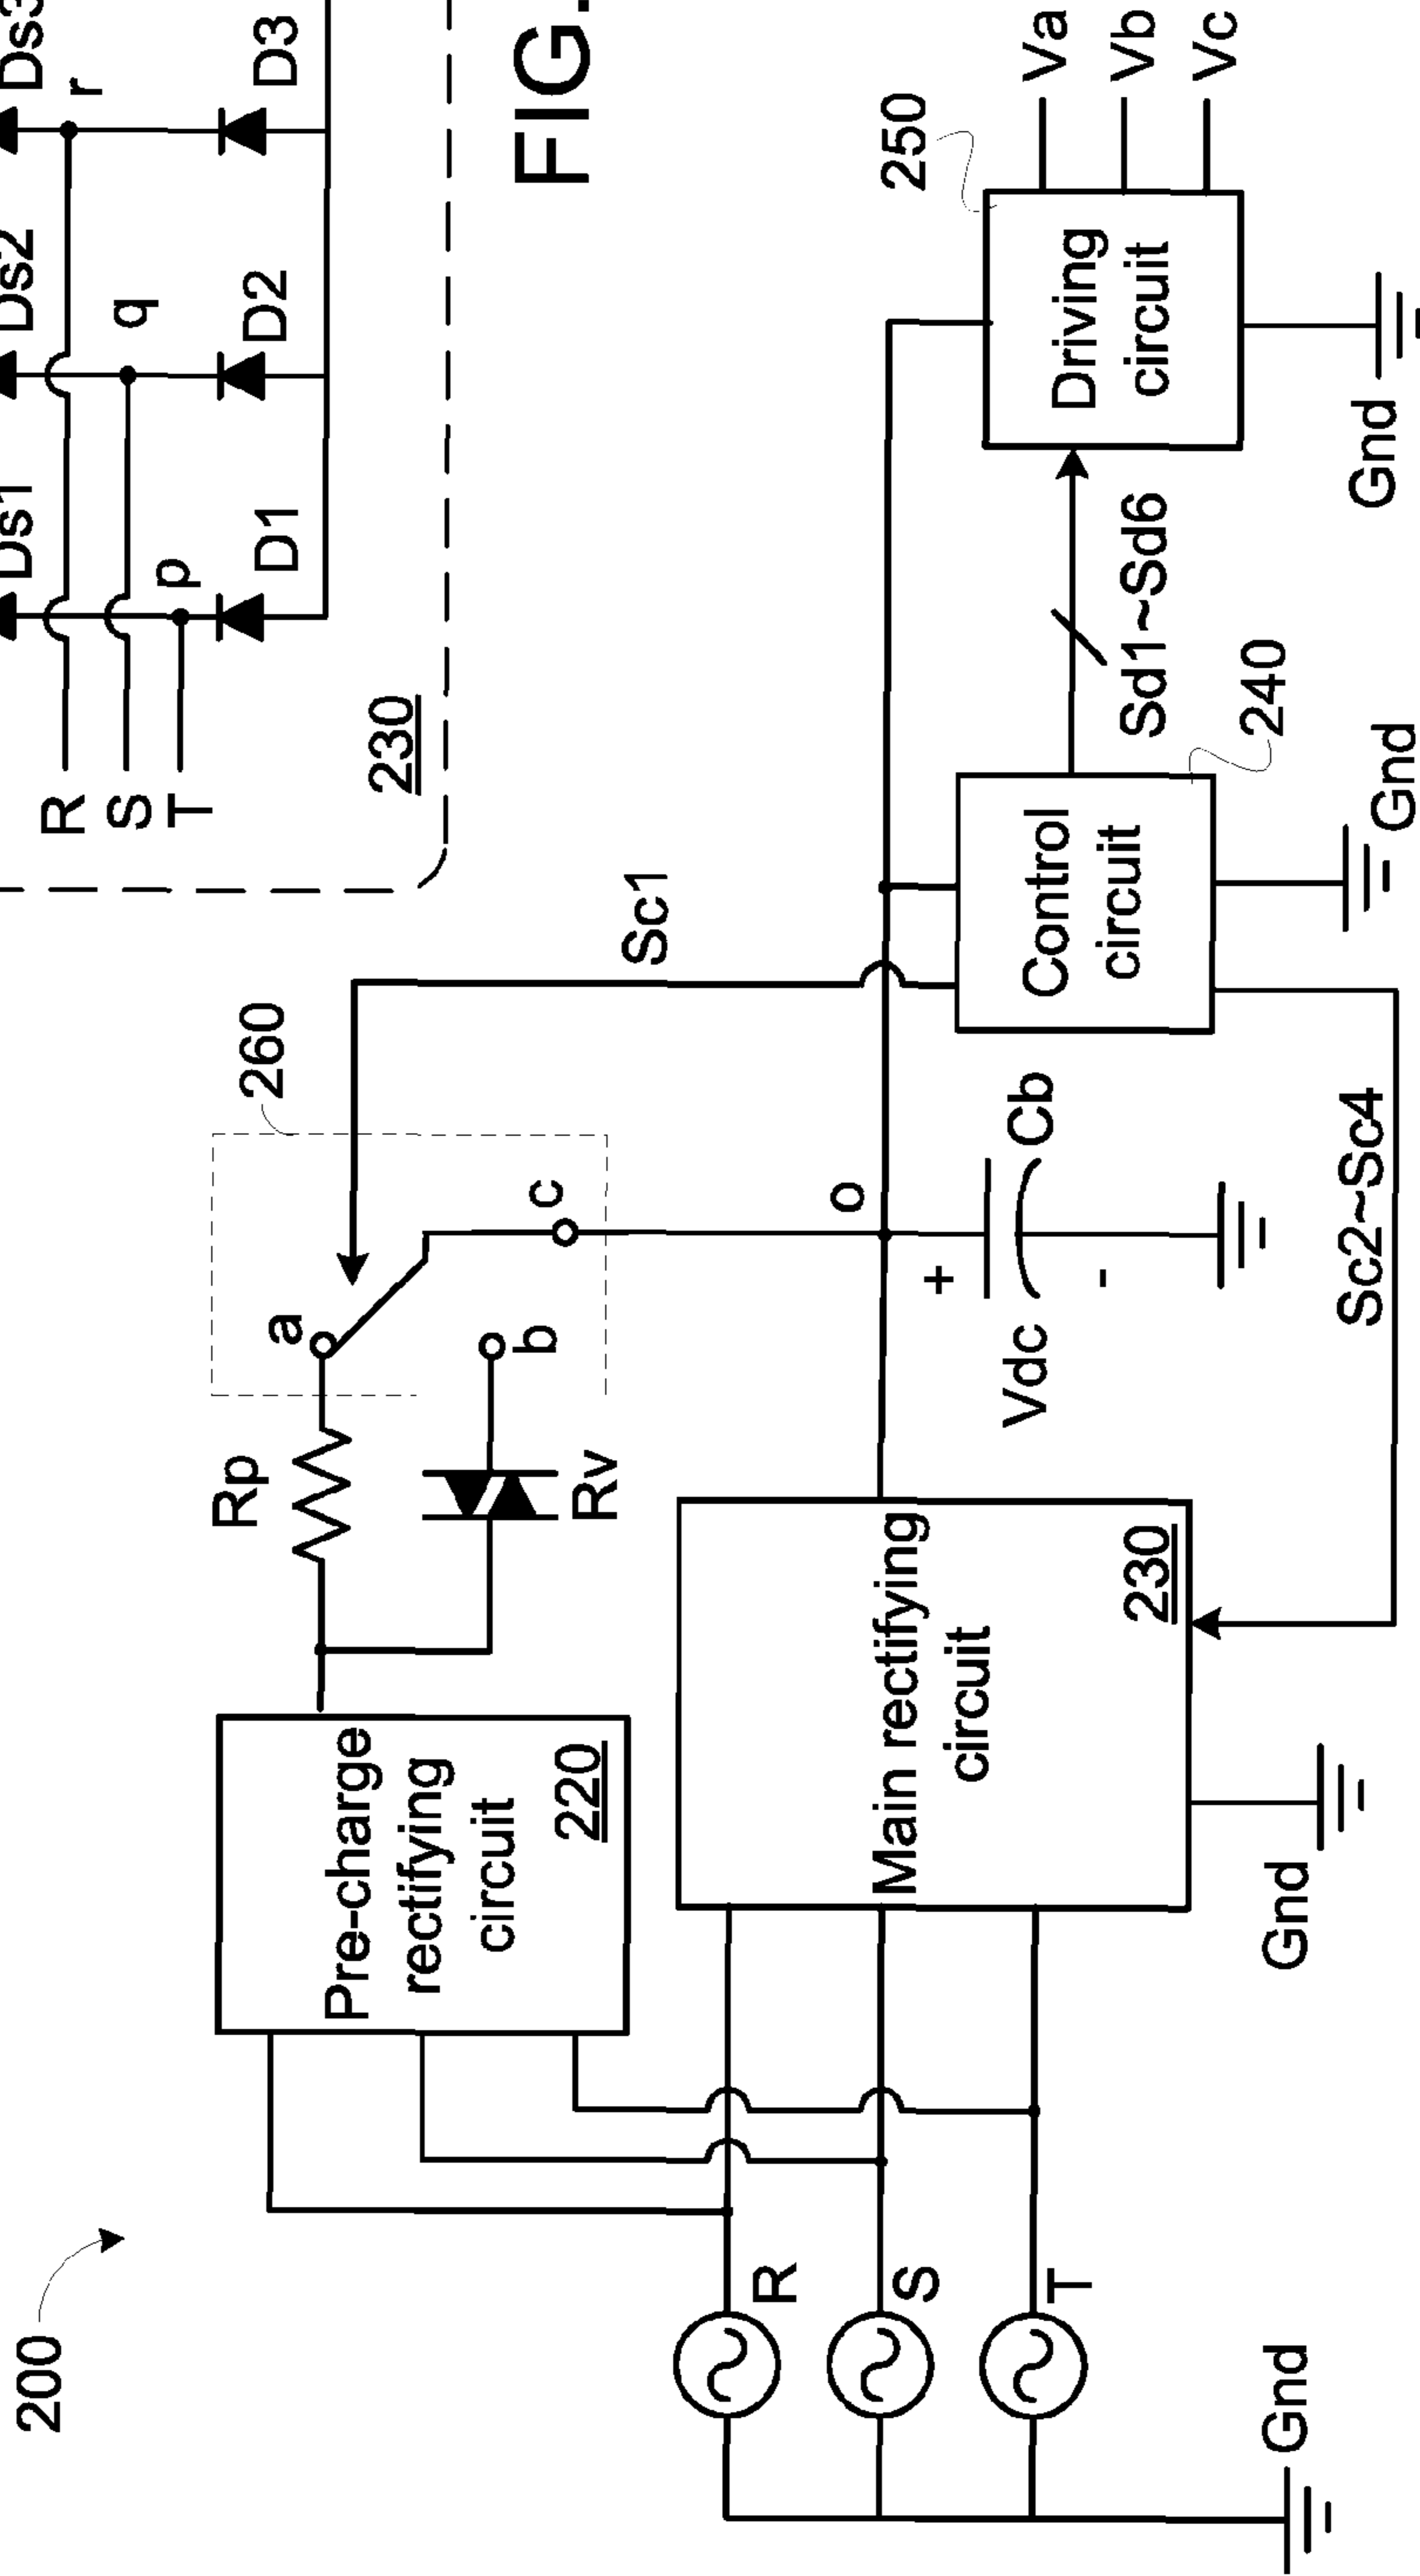 200
R
S
T
Gnd
Pre-charge
rectifying
circuit
220
Main rectifying
circuit
230
Gnd
Rp
Rv
a
b
c
260
Sc1
o
+
Vdc
-
Cb
Sc2~Sc4
Control
circuit
240
Gnd
Sd1~Sd6
Driving
circuit
250
Gnd
Va
Vb
Vc
R
S
T
230
Ds1
Ds2
Ds3
p
q
r
D1
D2
D3
FIG.